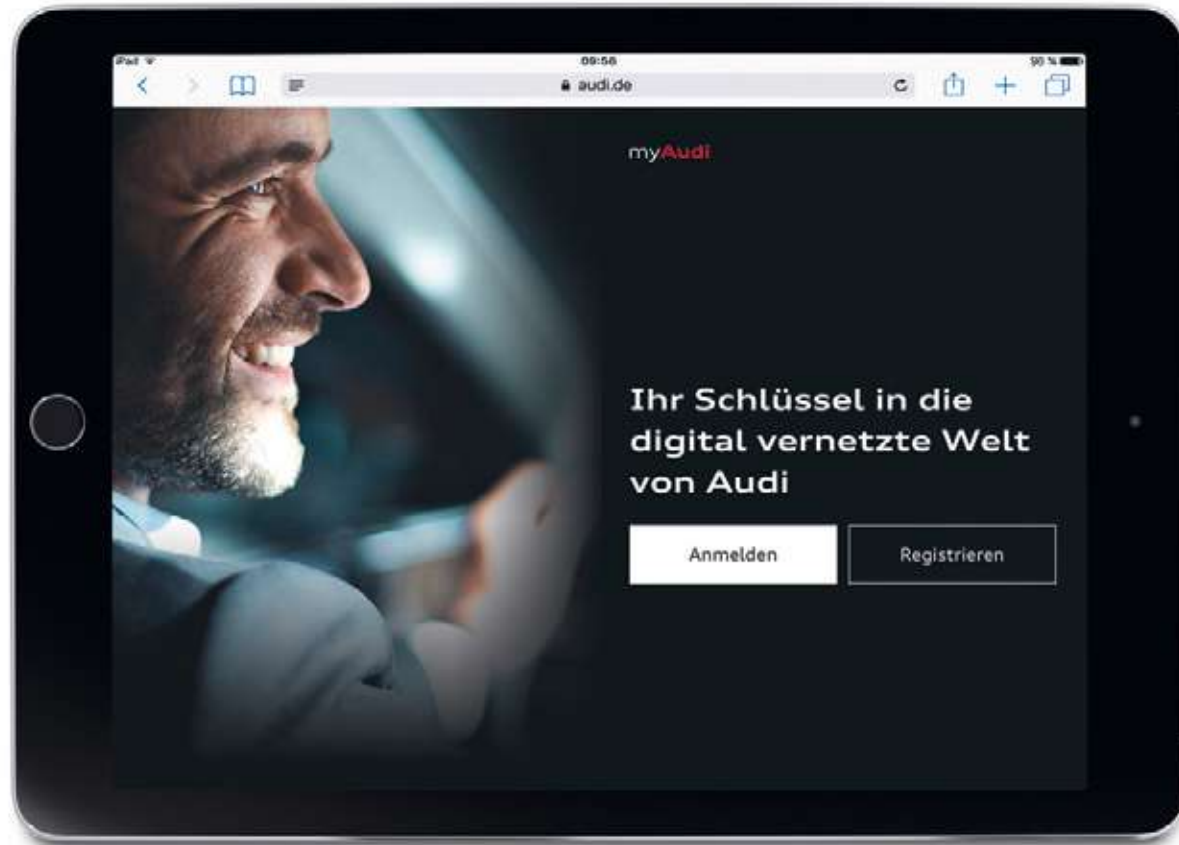 iPad
09:56
90 %
audi.de
myAudi
Ihr Schlüssel in die
digital vernetzte Welt
von Audi
Anmelden
Registrieren